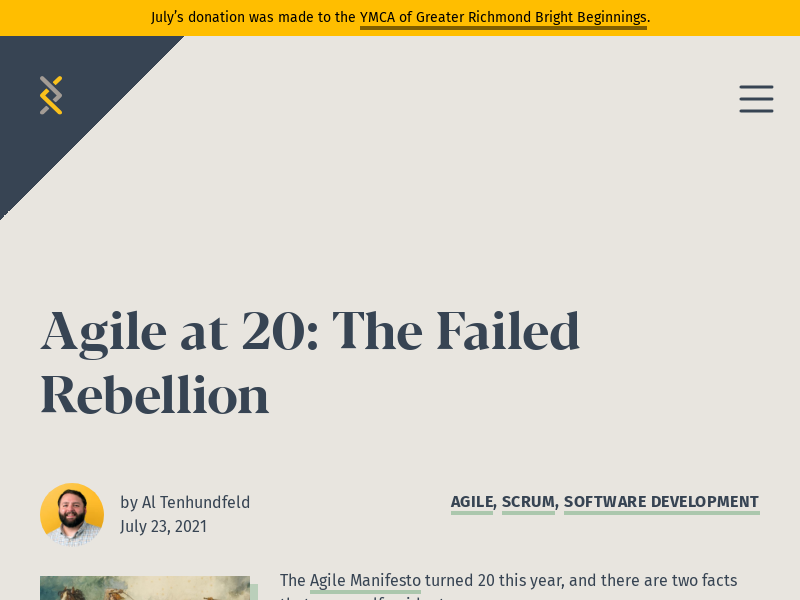 July’s donation was made to the YMCA of Greater Richmond Bright Beginnings.
Agile at 20: The Failed
Rebellion
by Al Tenhundfeld
July 23, 2021
AGILE, SCRUM, SOFTWARE DEVELOPMENT
The Agile Manifesto turned 20 this year, and there are two facts